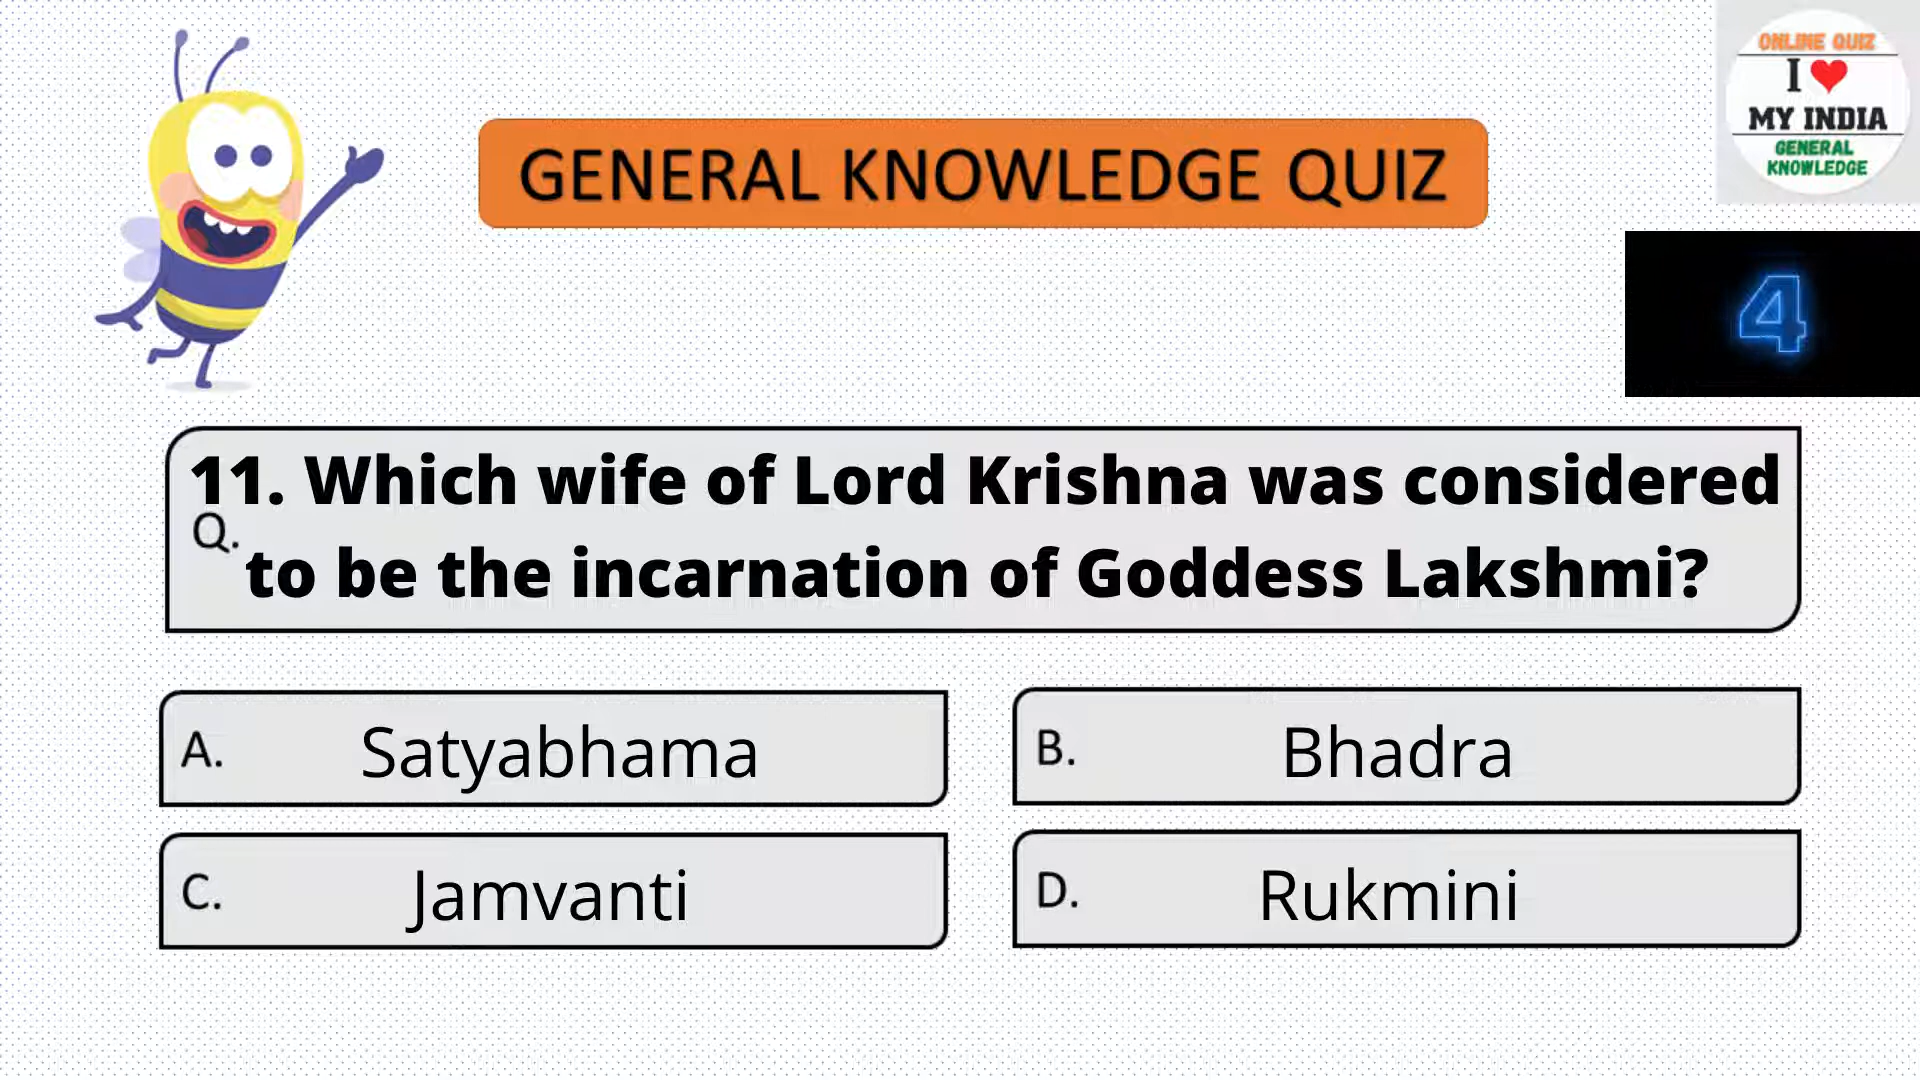 ONLINE QUIZ
I
MY INDIA
GENERAL
KNOWLEDGE
GENERAL KNOWLEDGE QUIZ
4
Q.
11. Which wife of Lord Krishna was considered
to be the incarnation of Goddess Lakshmi?
A. Satyabhama
B. Bhadra
C. Jamvanti
D. Rukmini